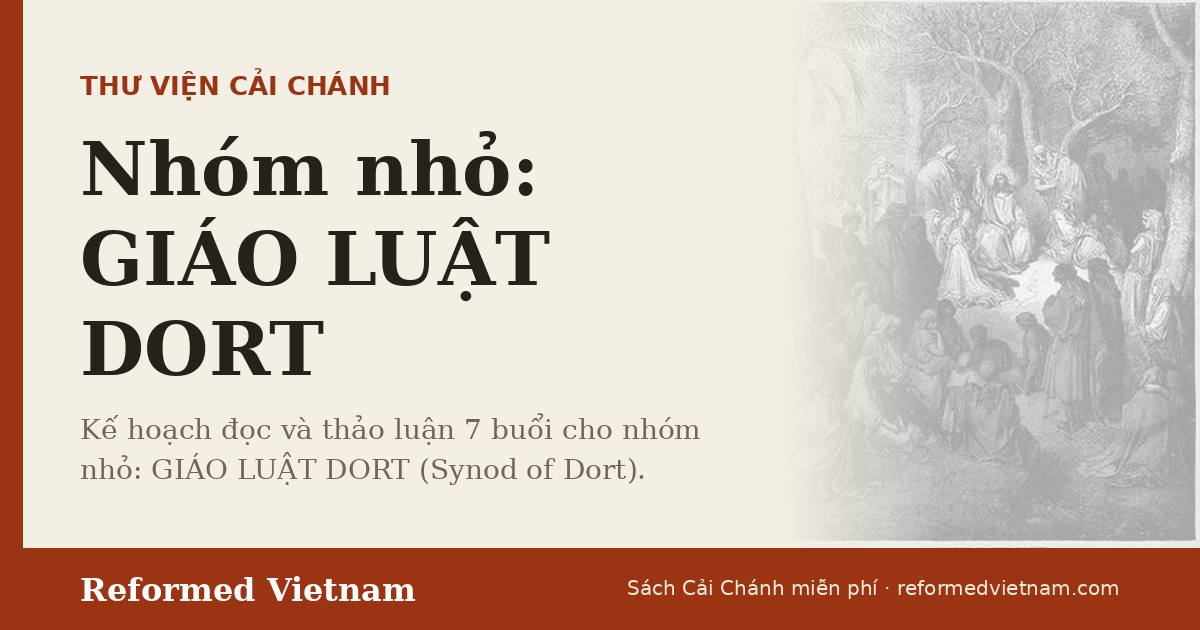 THƯ VIỆN CẢI CHÁNH
Nhóm nhỏ:
GIÁO LUẬT
DORT
Kế hoạch đọc và thảo luận 7 buổi cho nhóm
nhỏ: GIÁO LUẬT DORT (Synod of Dort).
Reformed Vietnam
Sách Cải Chánh miễn phí · reformedvietnam.com